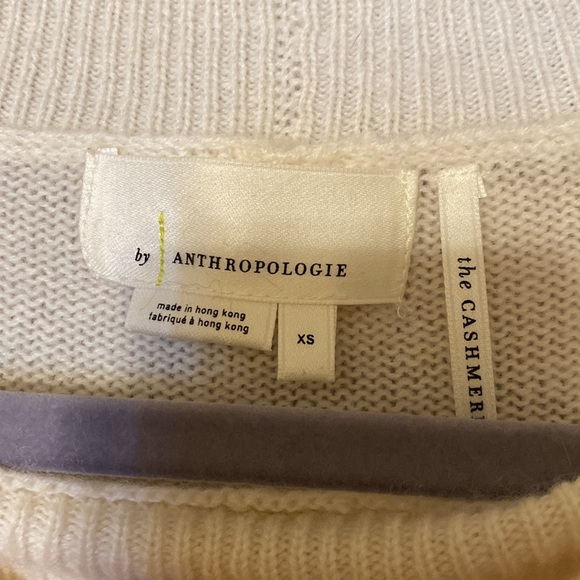 by | ANTHROPOLOGIE
made in hong kong
fabriqué à hong kong
XS
the CASHMER